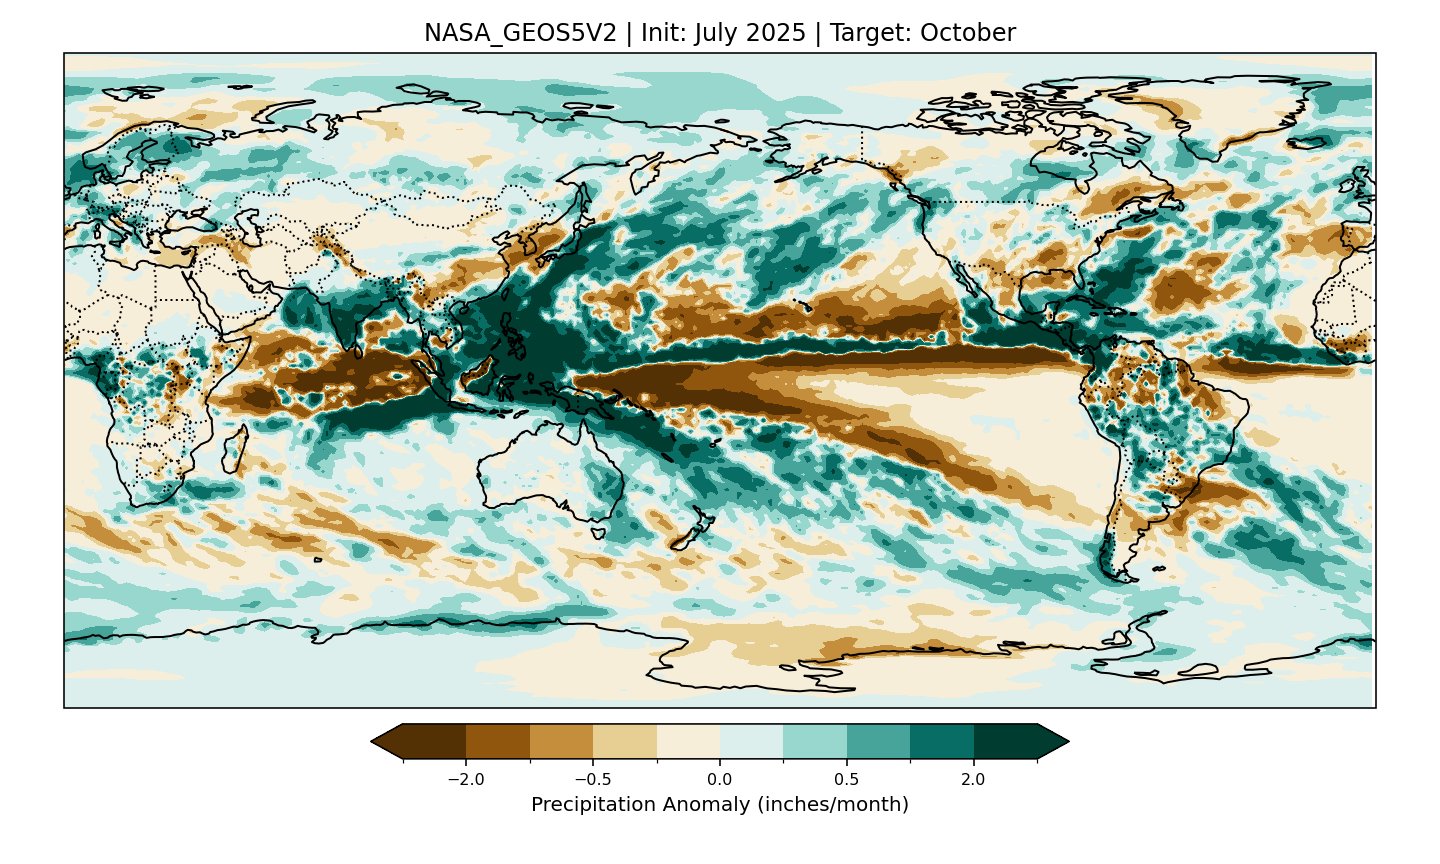 NASA_GEOS5V2 | Init: July 2025 | Target: October
−2.0 −0.5 0.0 0.5 2.0
Precipitation Anomaly (inches/month)